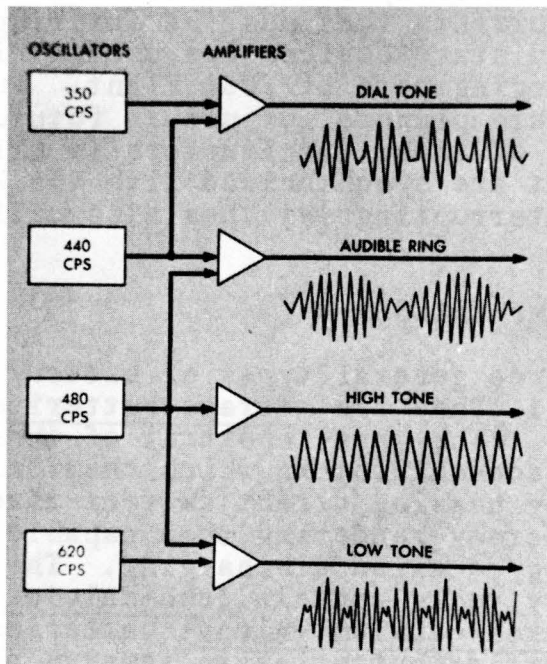 OSCILLATORS AMPLIFIERS
350
CPS
DIAL TONE
440
CPS
AUDIBLE RING
480
CPS
HIGH TONE
620
CPS
LOW TONE